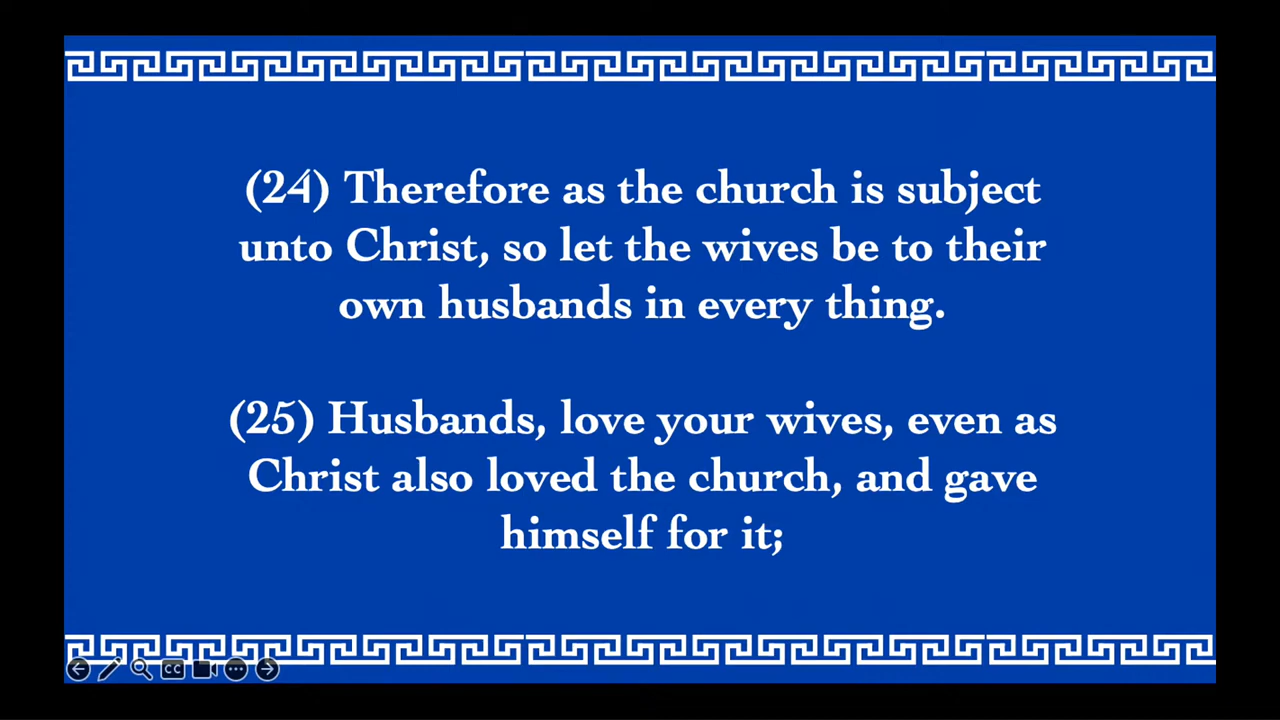 (24) Therefore as the church is subject
unto Christ, so let the wives be to their
own husbands in every thing.
(25) Husbands, love your wives, even as
Christ also loved the church, and gave
himself for it;
CC